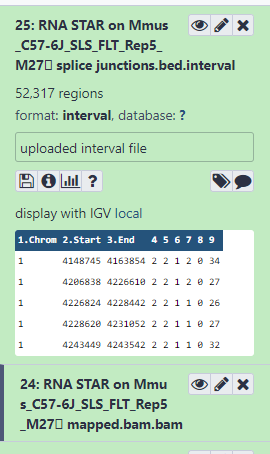 25: RNA STAR on Mmus
_C57-6J_SLS_FLT_Rep5_
M27 splice junctions.bed.interval
52,317 regions
format: interval, database: ?
uploaded interval file
display with IGV local
1.Chrom 2.Start 3.End 4 5 6 7 8 9
1 4148745 4163854 2 2 1 2 0 34
1 4206838 4226610 2 2 1 2 0 27
1 4226824 4228442 2 2 1 1 0 26
1 4228620 4231052 2 2 1 1 0 27
1 4243449 4243542 2 2 1 1 0 32
24: RNA STAR on Mmu
s_C57-6J_SLS_FLT_Rep5
_M27 mapped.bam.bam